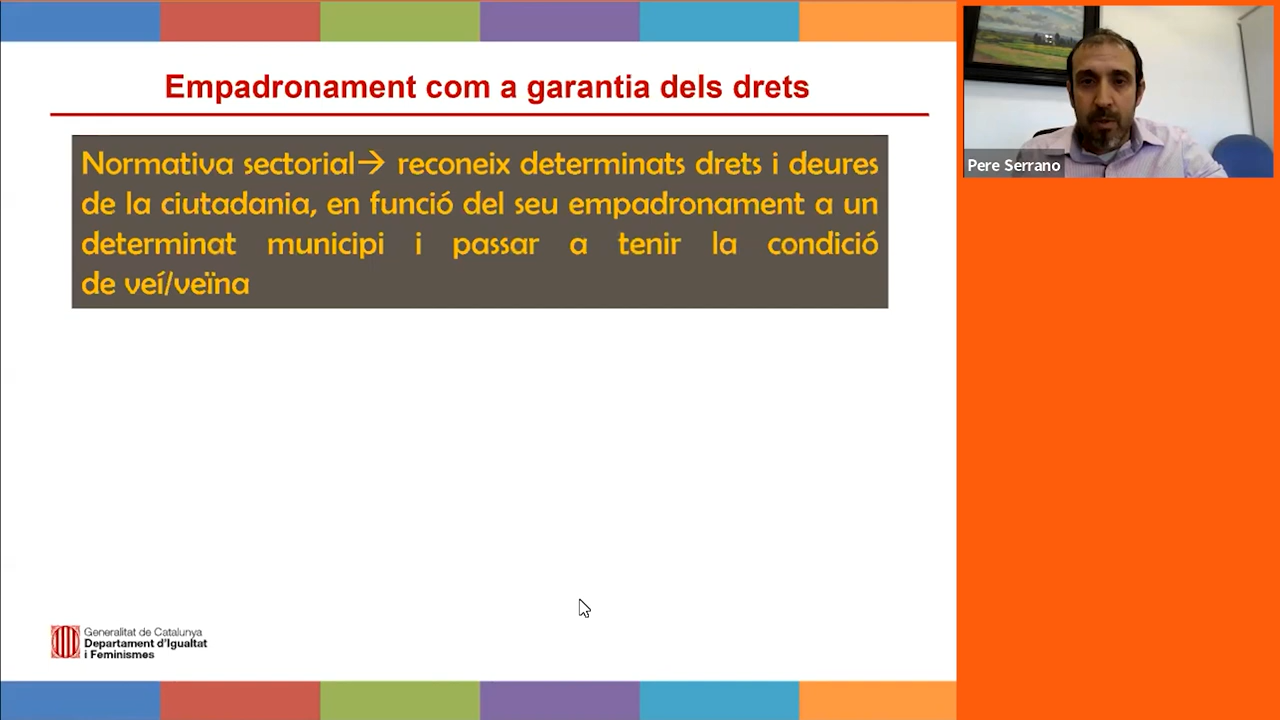 Empadronament com a garantia dels drets
Normativa sectorial→ reconeix determinats drets i deures
de la ciutadania, en funció del seu empadronament a un
determinat municipi i passar a tenir la condició
de veí/veïna
Pere Serrano
Generalitat de Catalunya
Departament d'Igualtat
i Feminismes